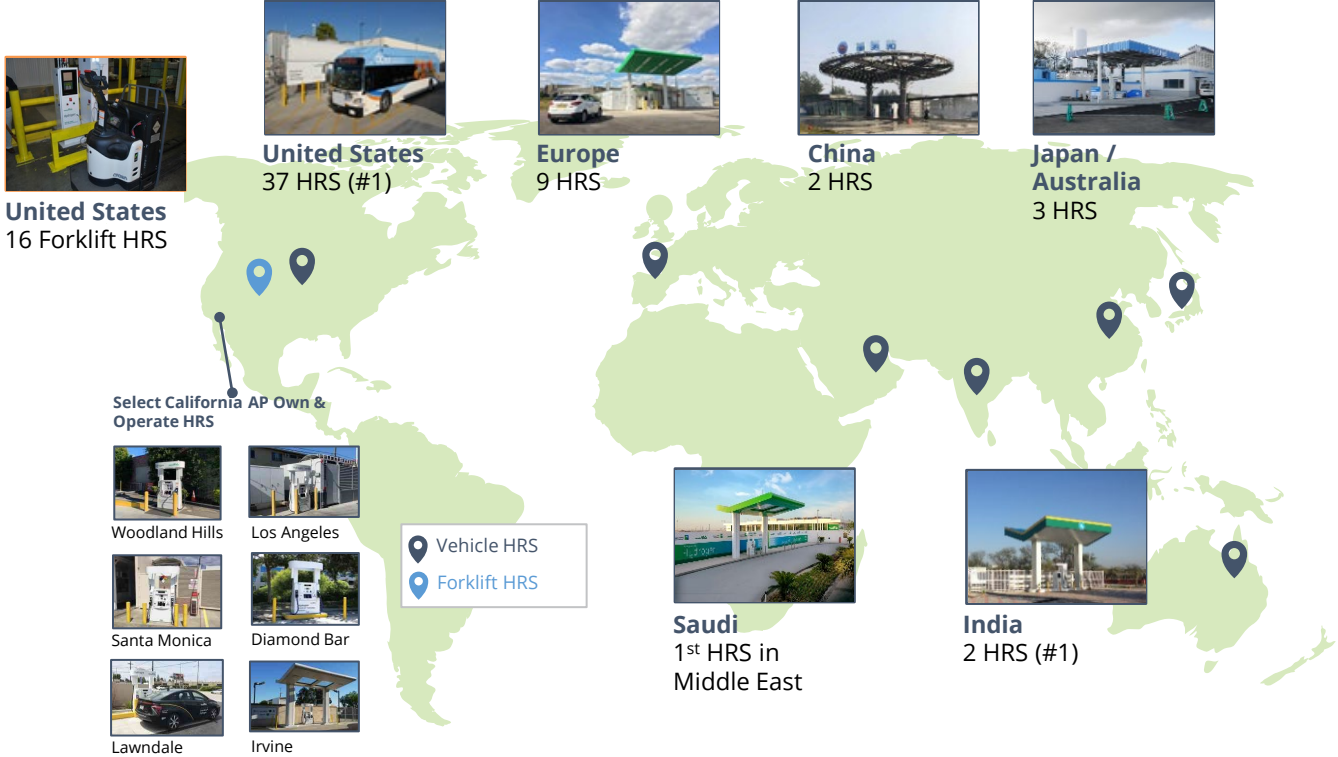 United States
37 HRS (#1)
Europe
9 HRS
China
2 HRS
Japan /
Australia
3 HRS
United States
16 Forklift HRS
Select California AP Own &
Operate HRS
Woodland Hills
Los Angeles
Santa Monica
Diamond Bar
Lawndale
Irvine
Vehicle HRS
Forklift HRS
Saudi
1st HRS in
Middle East
India
2 HRS (#1)